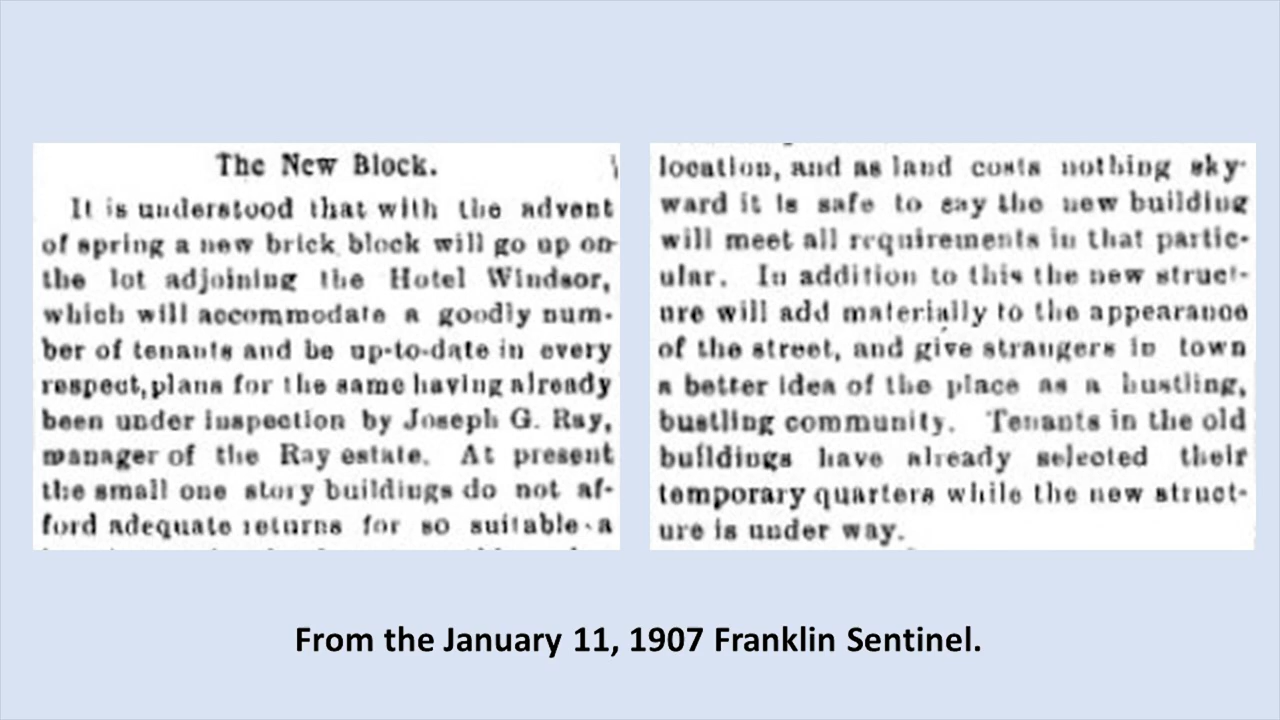 The New Block.
It is understood that with the advent
of spring a new brick block will go up on
the lot adjoining the Hotel Windsor,
which will accommodate a goodly num-
ber of tenants and be up-to-date in every
respect, plans for the same having already
been under inspection by Joseph G. Ray,
manager of the Ray estate. At present
the small one story buildings do not af-
ford adequate returns for so suitable a
location, and as land costs nothing sky-
ward it is safe to say the new building
will meet all requirements in that partic-
ular. In addition to this the new struct-
ure will add materially to the appearance
of the street, and give strangers in town
a better idea of the place as a hustling,
bustling community. Tenants in the old
buildings have already selected their
temporary quarters while the new struct-
ure is under way.
From the January 11, 1907 Franklin Sentinel.